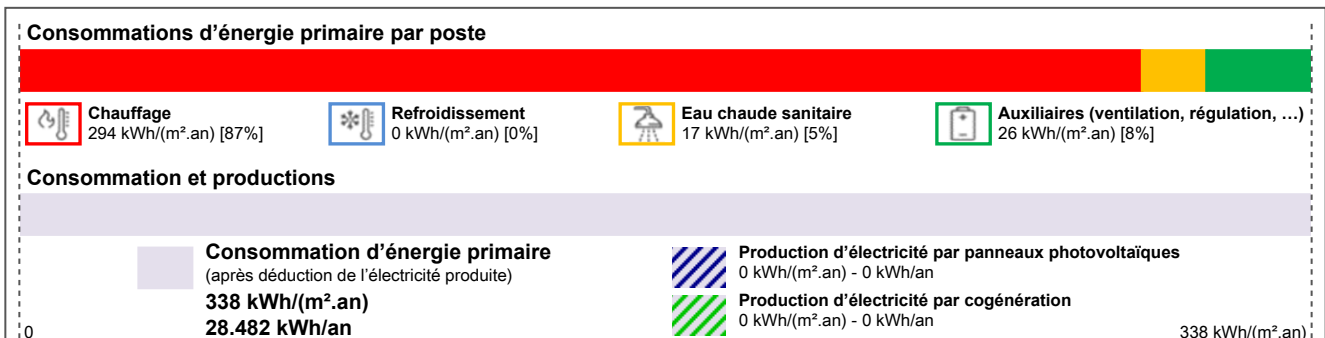 Consommations d'énergie primaire par poste
Chauffage
294 kWh/(m².an) [87%]
Refroidissement
0 kWh/(m².an) [0%]
Eau chaude sanitaire
17 kWh/(m².an) [5%]
Auxiliaires (ventilation, régulation, …)
26 kWh/(m².an) [8%]
Consommation et productions
Consommation d'énergie primaire
(après déduction de l'électricité produite)
338 kWh/(m².an)
28.482 kWh/an
Production d'électricité par panneaux photovoltaïques
0 kWh/(m².an) - 0 kWh/an
Production d'électricité par cogénération
0 kWh/(m².an) - 0 kWh/an
0
338 kWh/(m².an)